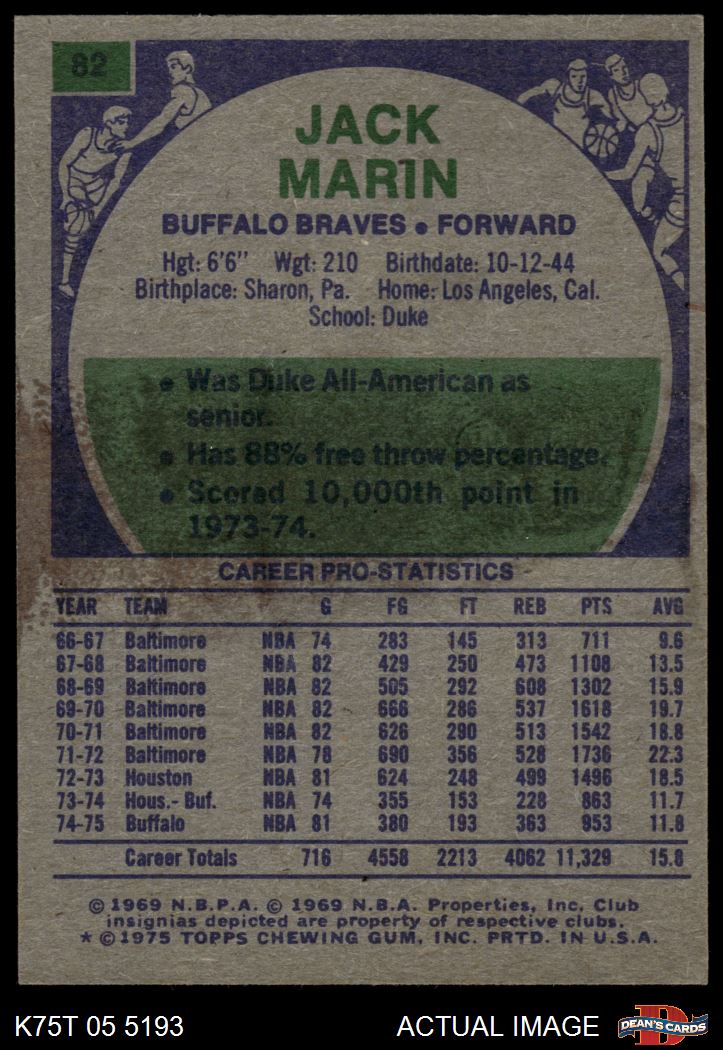 82
JACK
MARIN
BUFFALO BRAVES • FORWARD
Hgt: 6'6" Wgt: 210 Birthdate: 10-12-44
Birthplace: Sharon, Pa. Home: Los Angeles, Cal.
School: Duke
• Was Duke All-American as
senior.
• Has 88% free throw percentage.
• Scored 10,000th point in
1973-74.
CAREER PRO-STATISTICS
YEAR TEAM G FG FT REB PTS AVG
66-67 Baltimore NBA 74 283 145 313 711 9.6
67-68 Baltimore NBA 82 429 250 473 1108 13.5
68-69 Baltimore NBA 82 505 292 608 1302 15.9
69-70 Baltimore NBA 82 666 286 537 1618 19.7
70-71 Baltimore NBA 82 626 290 513 1542 18.8
71-72 Baltimore NBA 78 690 356 528 1736 22.3
72-73 Houston NBA 81 624 248 499 1496 18.5
73-74 Hous.- Buf. NBA 74 355 153 228 863 11.7
74-75 Buffalo NBA 81 380 193 363 953 11.8
Career Totals 716 4558 2213 4062 11,329 15.8
© 1969 N.B.P.A. © 1969 N.B.A. Properties, Inc. Club
insignias depicted are property of respective clubs.
* © 1975 TOPPS CHEWING GUM, INC. PRTD. IN U.S.A.
K75T 05 5193 ACTUAL IMAGE DEAN'S CARDS